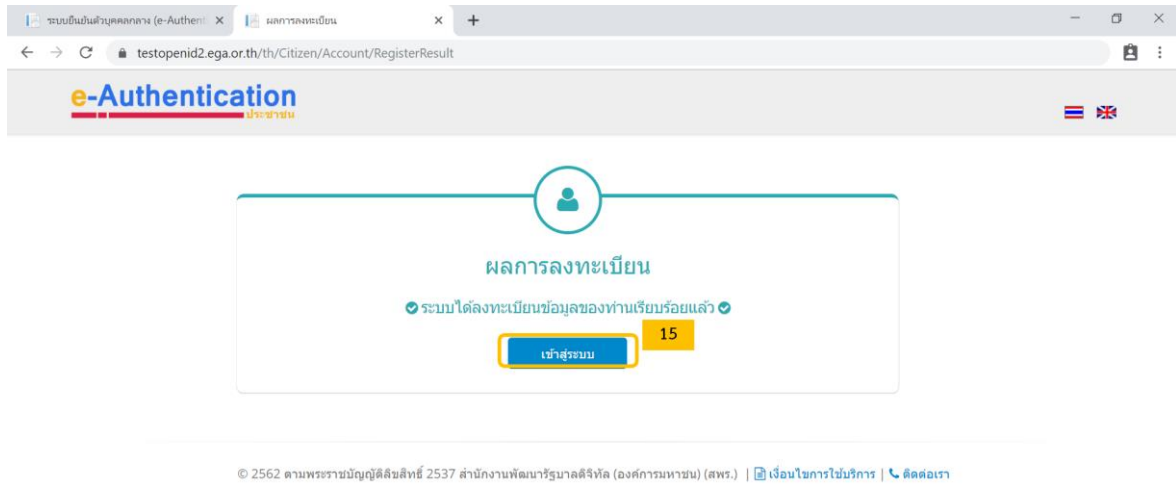 ระบบยืนยันตัวบุคคลกลาง (e-Authenti
ผลการลงทะเบียน
testopenid2.ega.or.th/th/Citizen/Account/RegisterResult
e-Authentication
ประชาชน
ผลการลงทะเบียน
ระบบได้ลงทะเบียนข้อมูลของท่านเรียบร้อยแล้ว
15
เข้าสู่ระบบ
© 2562 ตามพระราชบัญญัติลิขสิทธิ์ 2537 สำนักงานพัฒนารัฐบาลดิจิทัล (องค์การมหาชน) (สพร.) | เงื่อนไขการใช้บริการ | ติดต่อเรา